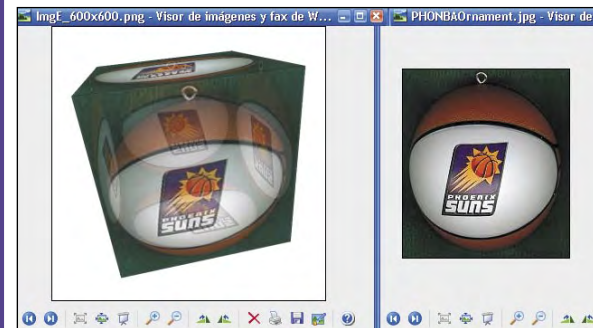 ImgE_600x600.png - Visor de imágenes y fax de W...
PHONBAOrnament.jpg - Visor de
PHOENIX
SUNS
PHOENIX
SUNS